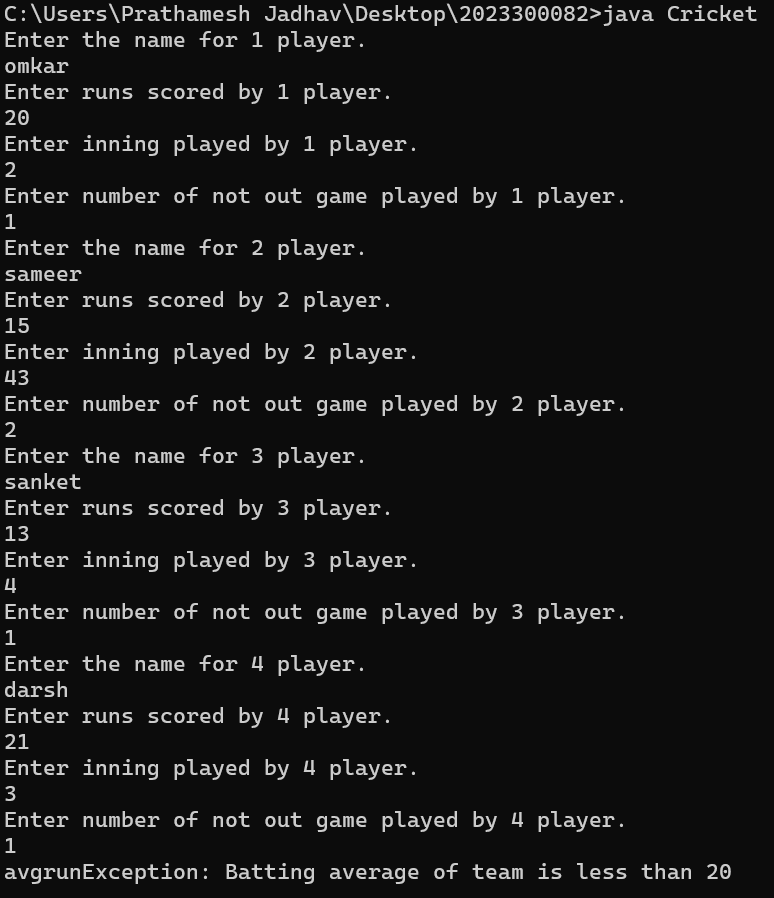 C:\Users\Prathamesh Jadhav\Desktop\2023300082>java Cricket
Enter the name for 1 player.
omkar
Enter runs scored by 1 player.
20
Enter inning played by 1 player.
2
Enter number of not out game played by 1 player.
1
Enter the name for 2 player.
sameer
Enter runs scored by 2 player.
15
Enter inning played by 2 player.
43
Enter number of not out game played by 2 player.
2
Enter the name for 3 player.
sanket
Enter runs scored by 3 player.
13
Enter inning played by 3 player.
4
Enter number of not out game played by 3 player.
1
Enter the name for 4 player.
darsh
Enter runs scored by 4 player.
21
Enter inning played by 4 player.
3
Enter number of not out game played by 4 player.
1
avgrunException: Batting average of team is less than 20